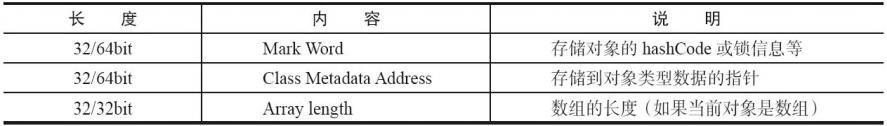 长 度 内 容 说 明
32/64bit Mark Word 存储对象的 hashCode 或锁信息等
32/64bit Class Metadata Address 存储到对象类型数据的指针
32/32bit Array length 数组的长度（如果当前对象是数组）